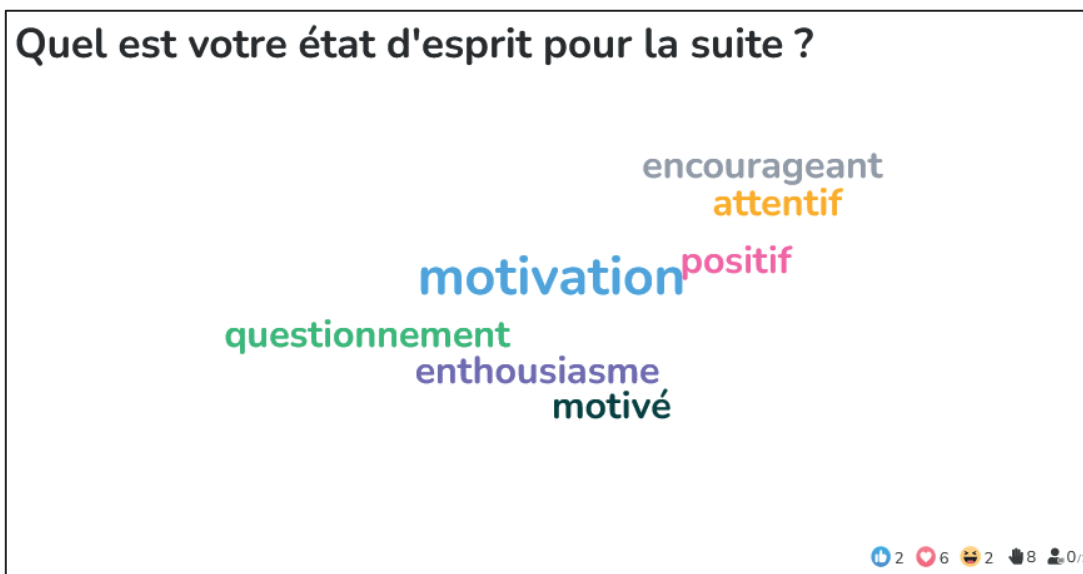 Quel est votre état d'esprit pour la suite ?
encourageant
attentif
positif
motivation
questionnement
enthousiasme
motivé
2 6 2 8 0/